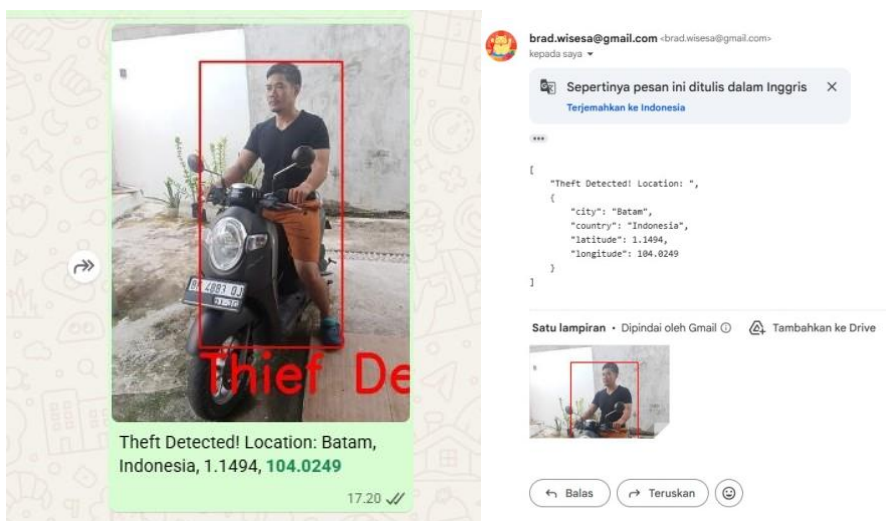 Thief De
Theft Detected! Location: Batam,
Indonesia, 1.1494, 104.0249
17.20
brad.wisesa@gmail.com <brad.wisesa@gmail.com>
kepada saya
Sepertinya pesan ini ditulis dalam Inggris
Terjemahkan ke Indonesia
[
"Theft Detected! Location: ",
{
"city": "Batam",
"country": "Indonesia",
"latitude": 1.1494,
"longitude": 104.0249
}
]
Satu lampiran • Dipindai oleh Gmail Tambahkan ke Drive
Balas Teruskan